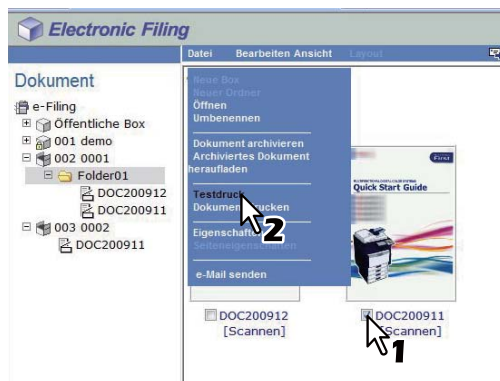 Electronic Filing
Datei Bearbeiten Ansicht Layout
Dokument
e-Filing
Öffentliche Box
001 demo
002 0001
Folder01
DOC200912
DOC200911
003 0002
DOC200911
Neue Box
Neuer Ordner
Öffnen
Umbenennen
Dokument archivieren
Archiviertes Dokument
heraufladen
Testdruck
Dokument drucken
Eigenschaften
Seiteneigenschaften
e-Mail senden
2
First
Quick Start Guide
DOC200912
[Scannen]
DOC200911
[Scannen]
1